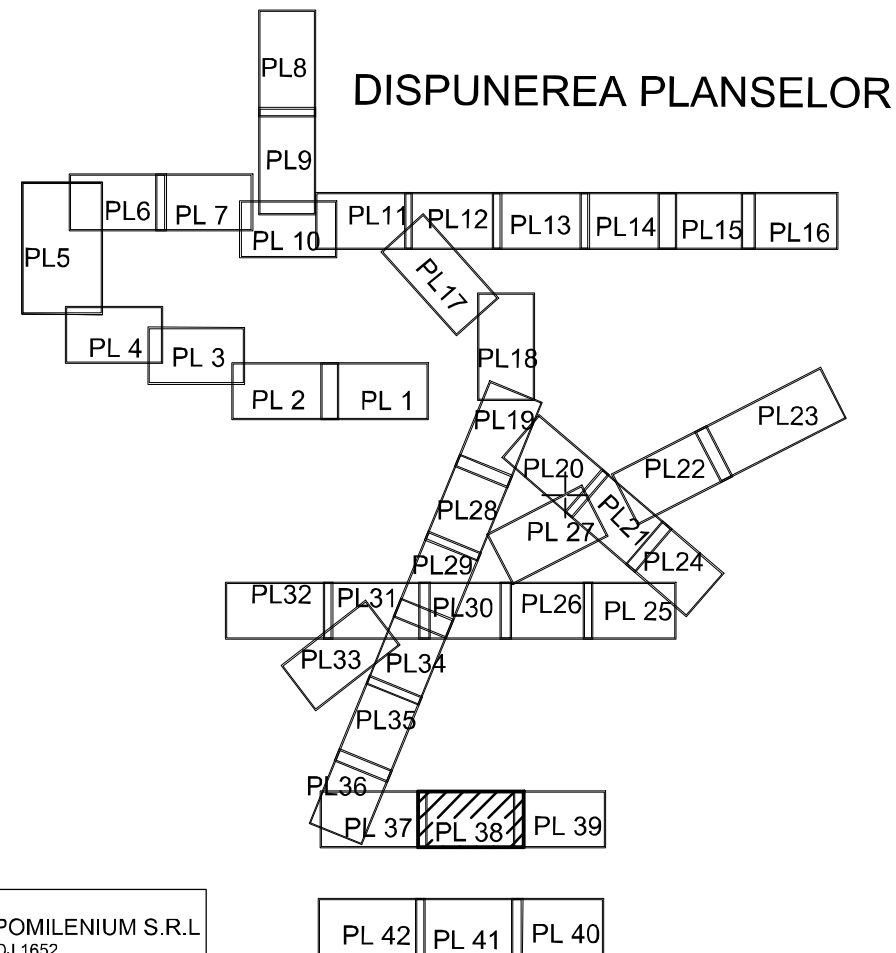 DISPUNEREA PLANSELOR
PL8
PL9
PL6
PL 7
PL 10
PL11
PL12
PL13
PL14
PL15
PL16
PL5
PL17
PL 4
PL 3
PL18
PL 2
PL 1
PL19
PL23
PL20
PL22
PL28
PL21
PL 27
PL29
PL24
PL32
PL31
PL30
PL26
PL 25
PL33
PL34
PL35
PL36
PL 37
PL 38
PL 39
POMILENIUM S.R.L
PL 42
PL 41
PL 40